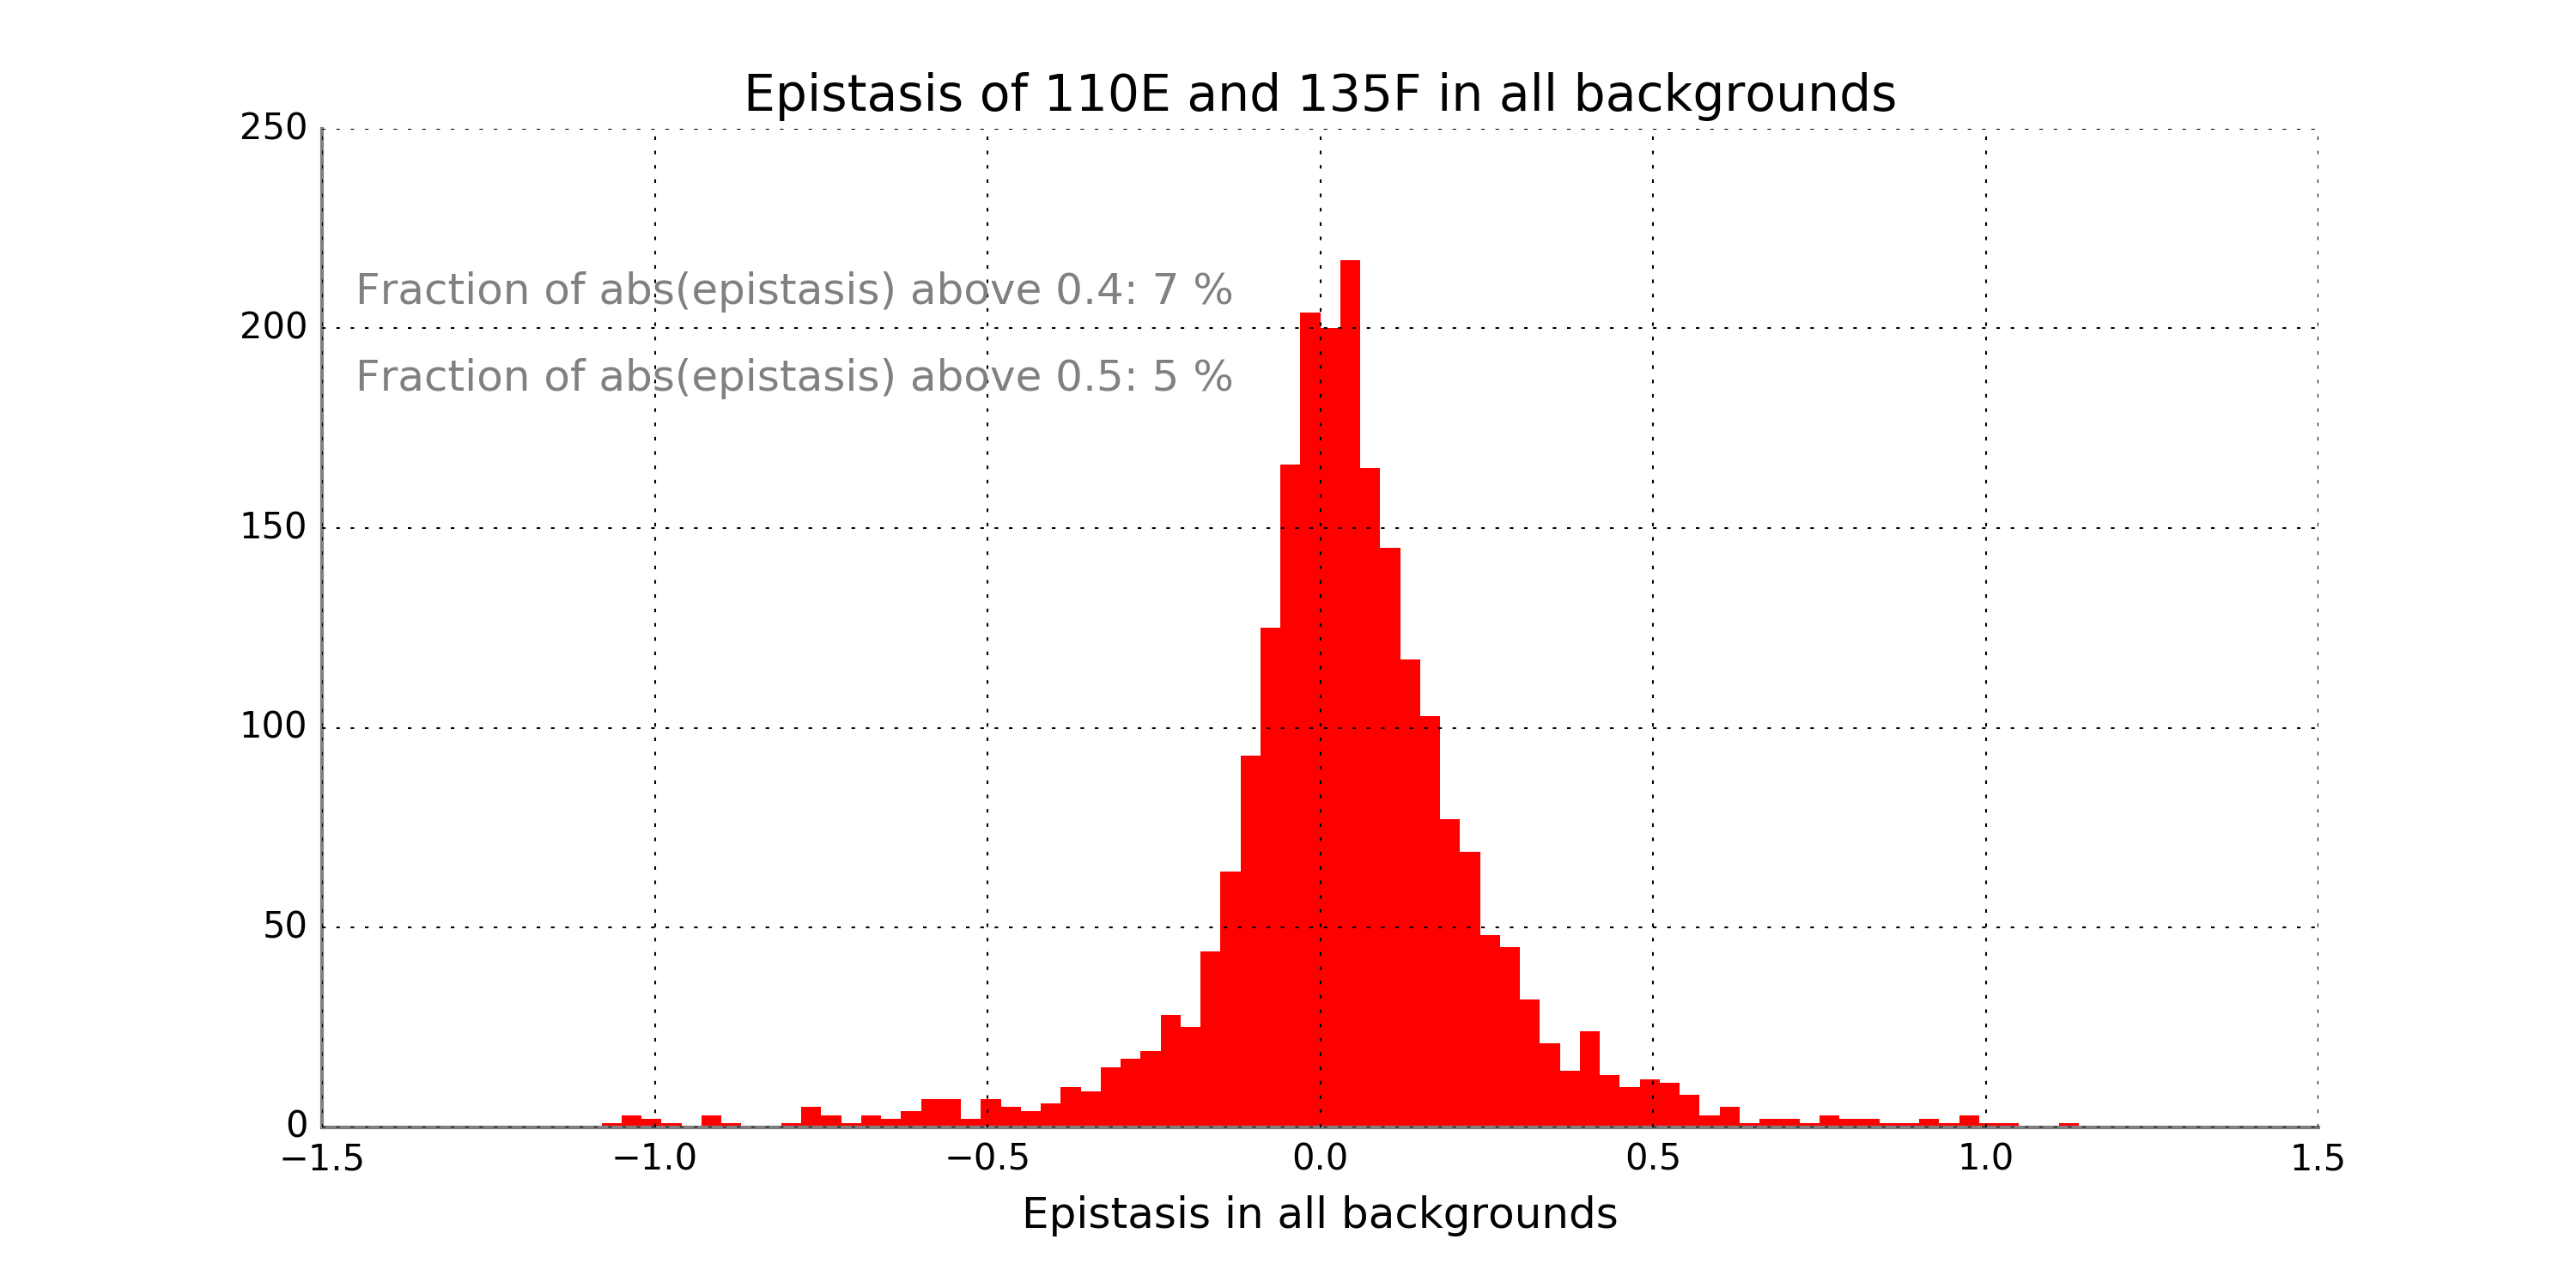 Epistasis of 110E and 135F in all backgrounds
250
Fraction of abs(epistasis) above 0.4: 7 %
200
Fraction of abs(epistasis) above 0.5: 5 %
150
100
50
0
−1.5 −1.0 −0.5 0.0 0.5 1.0 1.5
Epistasis in all backgrounds